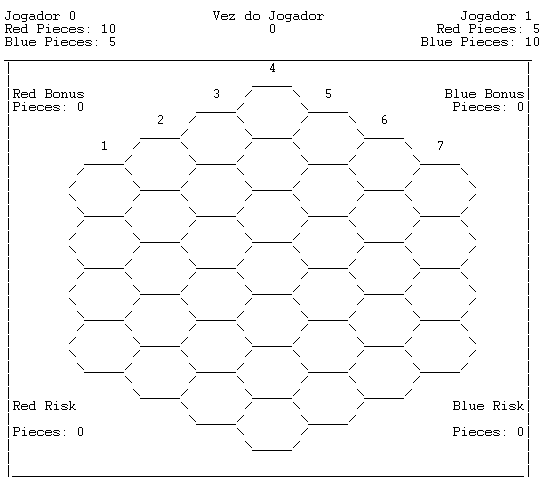 Jogador 0 Vez do Jogador Jogador 1
Red Pieces: 10 0 Red Pieces: 5
Blue Pieces: 5 Blue Pieces: 10
4
Red Bonus 3 5 Blue Bonus
Pieces: 0 Pieces: 0
2 6
1 7
Red Risk Blue Risk
Pieces: 0 Pieces: 0